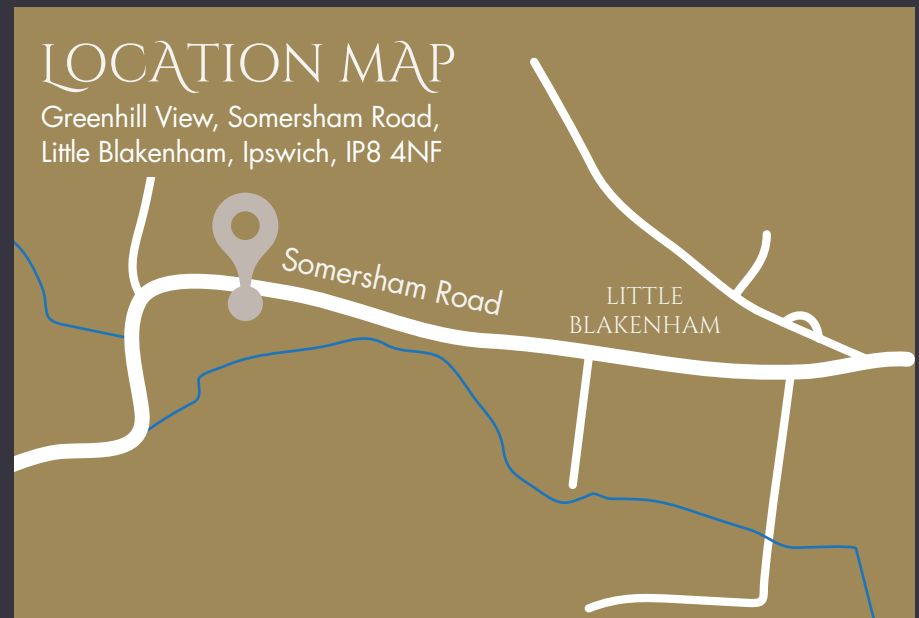 LOCATION MAP
Greenhill View, Somersham Road,
Little Blakenham, Ipswich, IP8 4NF
Somersham Road
LITTLE
BLAKENHAM